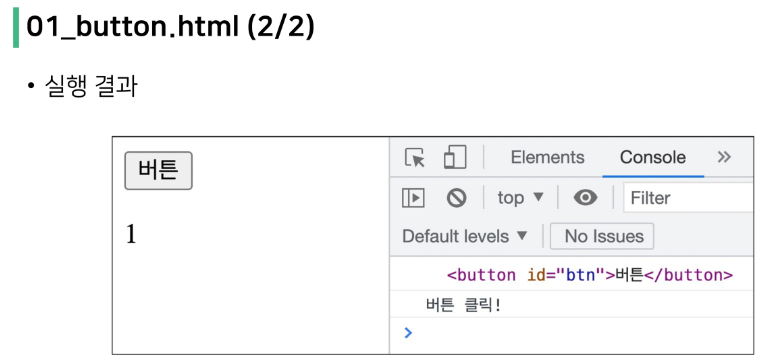 01_button.html (2/2)
• 실행 결과
버튼
1
Elements Console »
top ▼ Filter
Default levels ▼ No Issues
<button id="btn">버튼</button>
버튼 클릭!
>